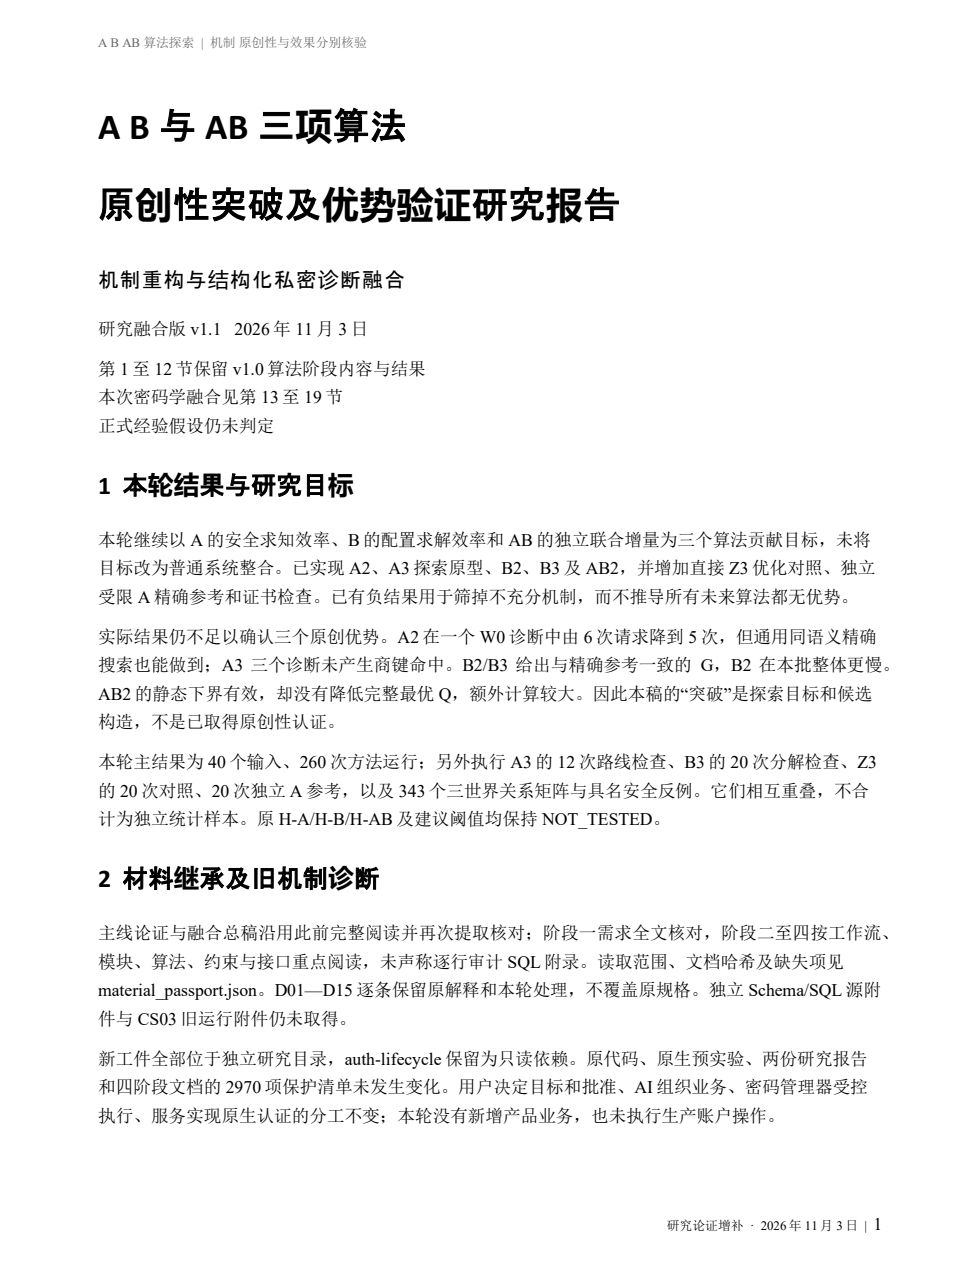 A B AB 算法探索 | 机制 原创性与效果分别核验
A B 与 AB 三项算法
原创性突破及优势验证研究报告
机制重构与结构化私密诊断融合
研究融合版 v1.1 2026 年 11 月 3 日
第 1 至 12 节保留 v1.0 算法阶段内容与结果
本次密码学融合见第 13 至 19 节
正式经验假设仍未判定
1 本轮结果与研究目标
本轮继续以 A 的安全求知效率、B 的配置求解效率和 AB 的独立联合增量为三个算法贡献目标，未将
目标改为普通系统整合。已实现 A2、A3 探索原型、B2、B3 及 AB2，并增加直接 Z3 优化对照、独立
受限 A 精确参考和证书检查。已有负结果用于筛掉不充分机制，而不推导所有未来算法都无优势。
实际结果仍不足以确认三个原创优势。A2 在一个 W0 诊断中由 6 次请求降到 5 次，但通用同语义精确
搜索也能做到；A3 三个诊断未产生商键命中。B2/B3 给出与精确参考一致的 G，B2 在本批整体更慢。
AB2 的静态下界有效，却没有降低完整最优 Q，额外计算较大。因此本稿的“突破”是探索目标和候选
构造，不是已取得原创性认证。
本轮主结果为 40 个输入、260 次方法运行；另外执行 A3 的 12 次路线检查、B3 的 20 次分解检查、Z3
的 20 次对照、20 次独立 A 参考，以及 343 个三世界关系矩阵与具名安全反例。它们相互重叠，不合
计为独立统计样本。原 H-A/H-B/H-AB 及建议阈值均保持 NOT_TESTED。
2 材料继承及旧机制诊断
主线论证与融合总稿沿用此前完整阅读并再次提取核对；阶段一需求全文核对，阶段二至四按工作流、
模块、算法、约束与接口重点阅读，未声称逐行审计 SQL 附录。读取范围、文档哈希及缺失项见
material_passport.json。D01—D15 逐条保留原解释和本轮处理，不覆盖原规格。独立 Schema/SQL 源附
件与 CS03 旧运行附件仍未取得。
新工件全部位于独立研究目录，auth-lifecycle 保留为只读依赖。原代码、原生预实验、两份研究报告
和四阶段文档的 2970 项保护清单未发生变化。用户决定目标和批准、AI 组织业务、密码管理器受控
执行、服务实现原生认证的分工不变；本轮没有新增产品业务，也未执行生产账户操作。
研究论证增补 · 2026 年 11 月 3 日 | 1